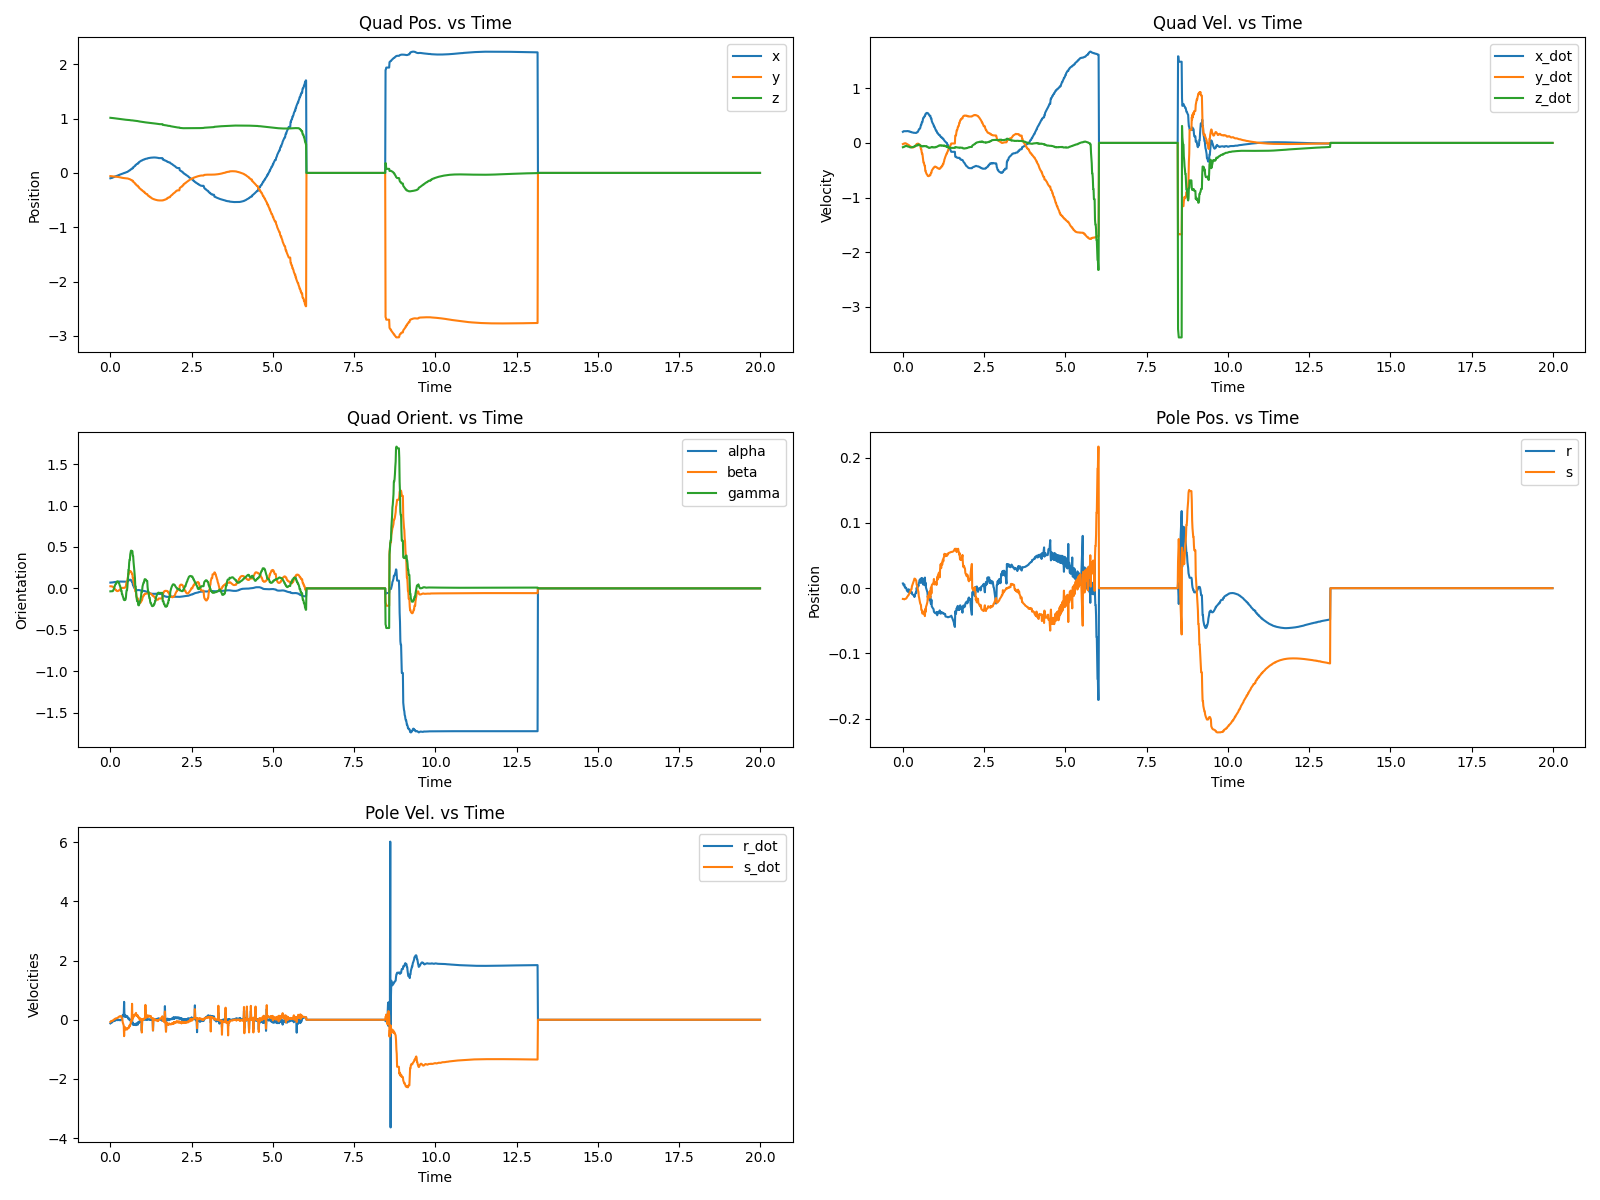 Quad Pos. vs Time
Position
2
1
0
−1
−2
−3
0.0 2.5 5.0 7.5 10.0 12.5 15.0 17.5 20.0
Time
x
y
z
Quad Vel. vs Time
Velocity
1
0
−1
−2
−3
0.0 2.5 5.0 7.5 10.0 12.5 15.0 17.5 20.0
Time
x_dot
y_dot
z_dot
Quad Orient. vs Time
Orientation
1.5
1.0
0.5
0.0
−0.5
−1.0
−1.5
0.0 2.5 5.0 7.5 10.0 12.5 15.0 17.5 20.0
Time
alpha
beta
gamma
Pole Pos. vs Time
Position
0.2
0.1
0.0
−0.1
−0.2
0.0 2.5 5.0 7.5 10.0 12.5 15.0 17.5 20.0
Time
r
s
Pole Vel. vs Time
Velocities
6
4
2
0
−2
−4
0.0 2.5 5.0 7.5 10.0 12.5 15.0 17.5 20.0
Time
r_dot
s_dot